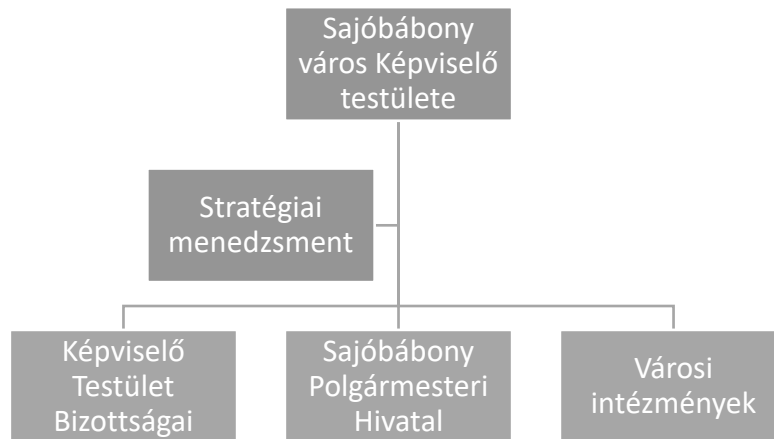 Sajóbábony
város Képviselő
testülete
Stratégiai
menedzsment
Képviselő
Testület
Bizottságai
Sajóbábony
Polgármesteri
Hivatal
Városi
intézmények